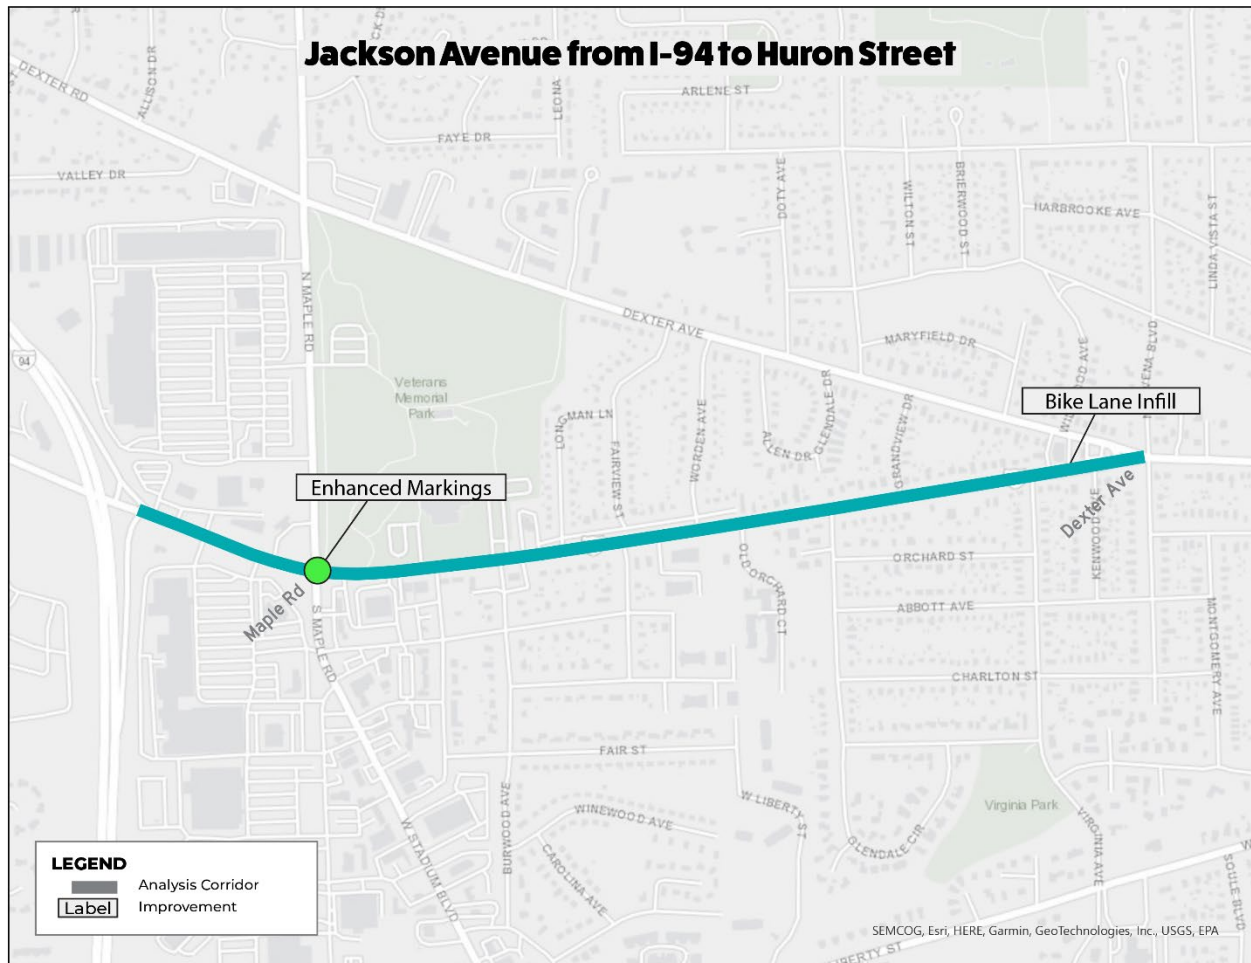 Jackson Avenue from I-94 to Huron Street
DEXTER RD
ALLISON DR
LEONA
ARLENE ST
FAYE DR
VALLEY DR
DOTY AVE
WILTON ST
BRIERWOOD ST
HARBROOKE AVE
LINDA VISTA ST
N MAPLE RD
DEXTER AVE
MARYFIELD DR
94
Veterans
Memorial
Park
Bike Lane Infill
LONGMAN LN
FAIRVIEW ST
WORDEN AVE
ALLEN DR
GLENDALE DR
GRANDVIEW DR
Enhanced Markings
Dexter Ave
KENWOOD AVE
Maple Rd
S MAPLE RD
OLD ORCHARD CT
ORCHARD ST
ABBOTT AVE
MONTGOMERY AVE
CHARLTON ST
FAIR ST
BURWOOD AVE
WINEWOOD AVE
W LIBERTY ST
GLENDALE CIR
Virginia Park
VIRGINIA AVE
CAROLINA AVE
W STADIUM BLVD
SOULE BLVD
LEGEND
Analysis Corridor
Label Improvement
SEMCOG, Esri, HERE, Garmin, GeoTechnologies, Inc., USGS, EPA